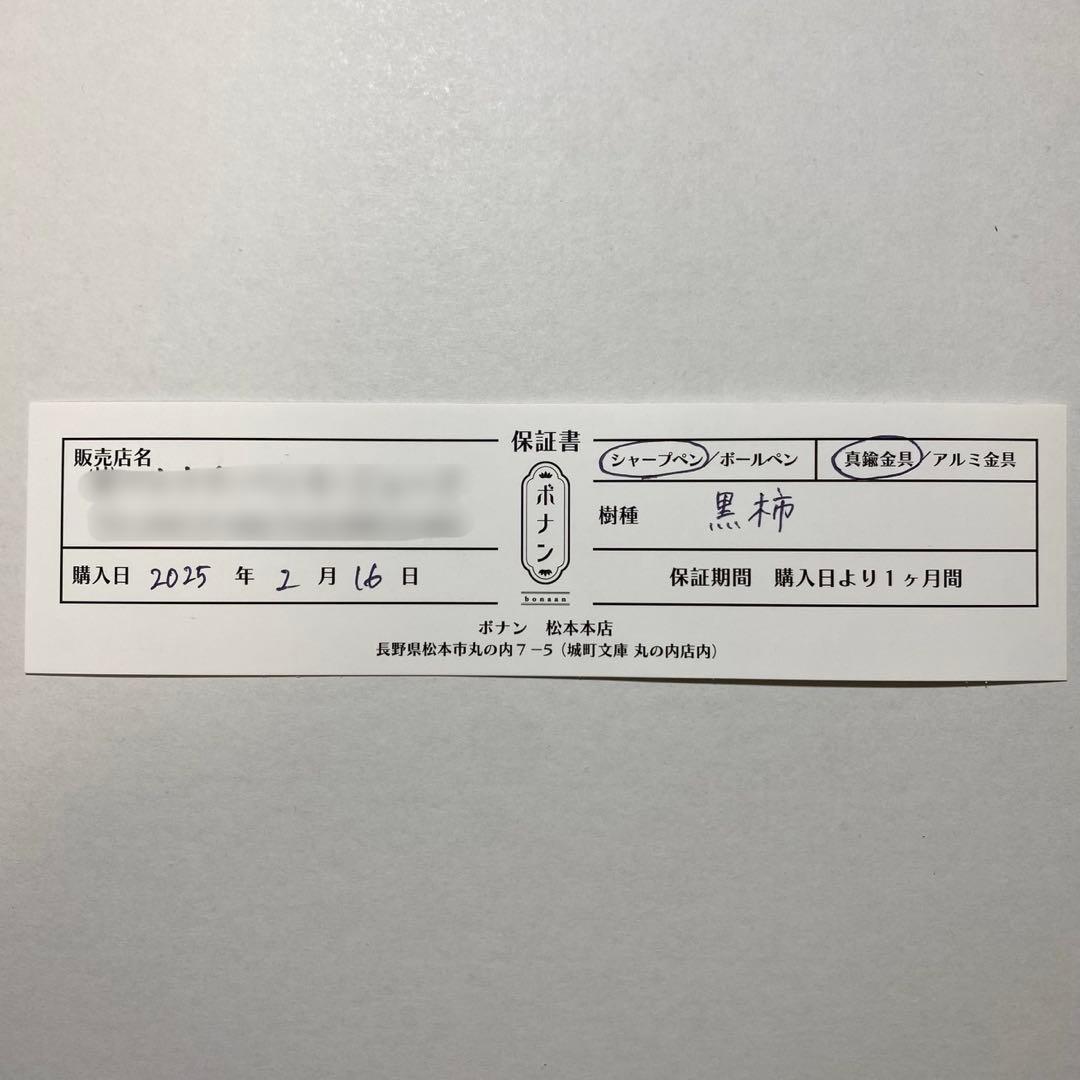 保証書
販売店名
購入日 2025 年 2 月 16 日
ボナン
bonaan
シャープペン/ボールペン
真鍮金具/アルミ金具
樹種 黒柿
保証期間 購入日より1ヶ月間
ボナン 松本本店
長野県松本市丸の内7-5(城町文庫 丸の内店内)